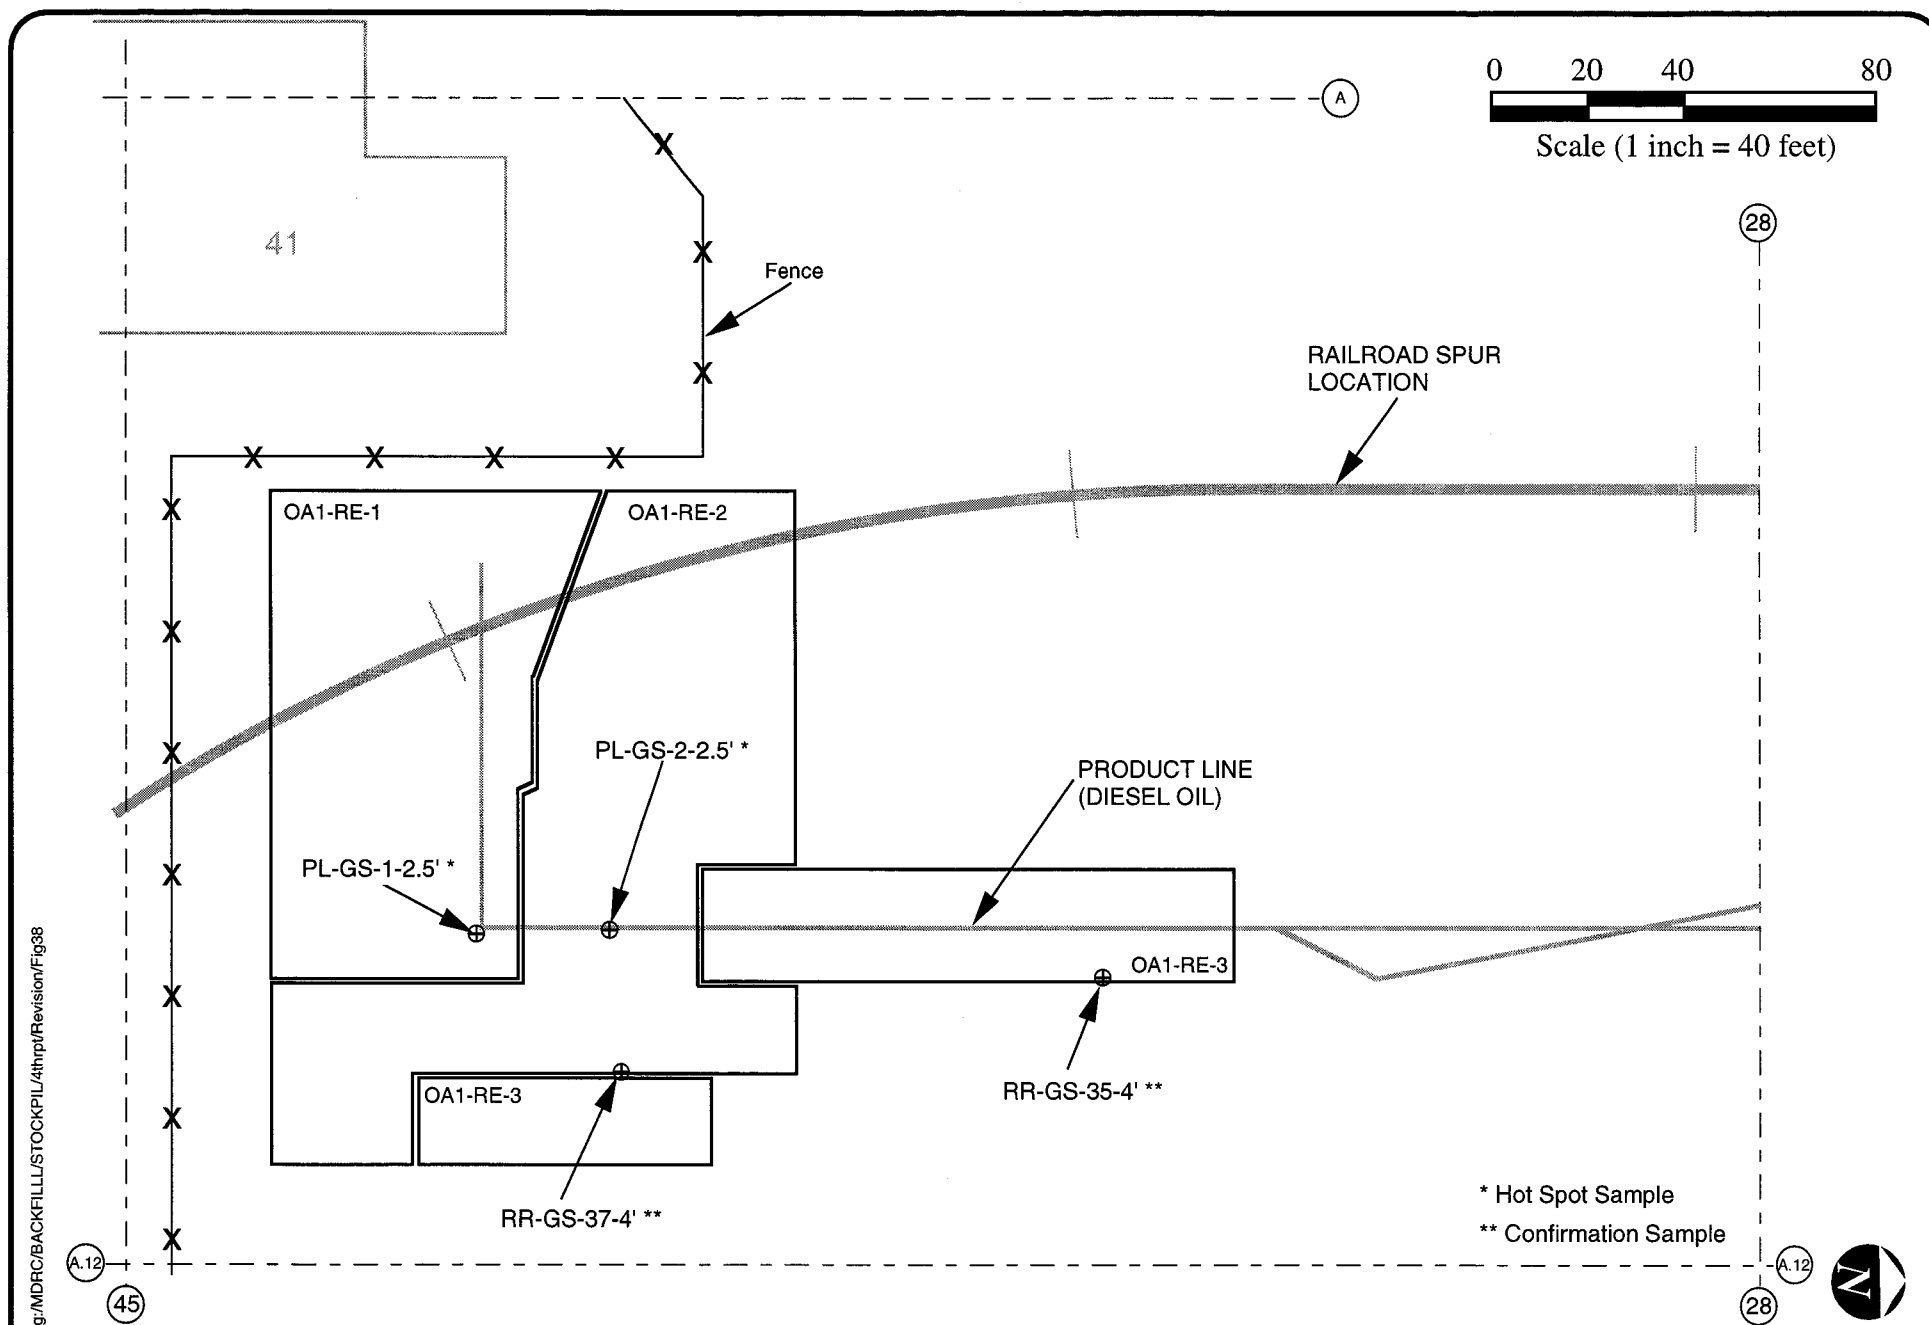 0 20 40 80
Scale (1 inch = 40 feet)
A
28
41
Fence
RAILROAD SPUR
LOCATION
X
X
X
X X X X
X
X
X
X
X
X
X
OA1-RE-1
OA1-RE-2
PL-GS-2-2.5' *
PRODUCT LINE
(DIESEL OIL)
PL-GS-1-2.5' *
OA1-RE-3
OA1-RE-3
RR-GS-35-4' **
RR-GS-37-4' **
* Hot Spot Sample
** Confirmation Sample
A.12
A.12
45
28
N
g:/MDRC/BACKFILLL/STOCKPIL/4thrpt/Revision/Fig38